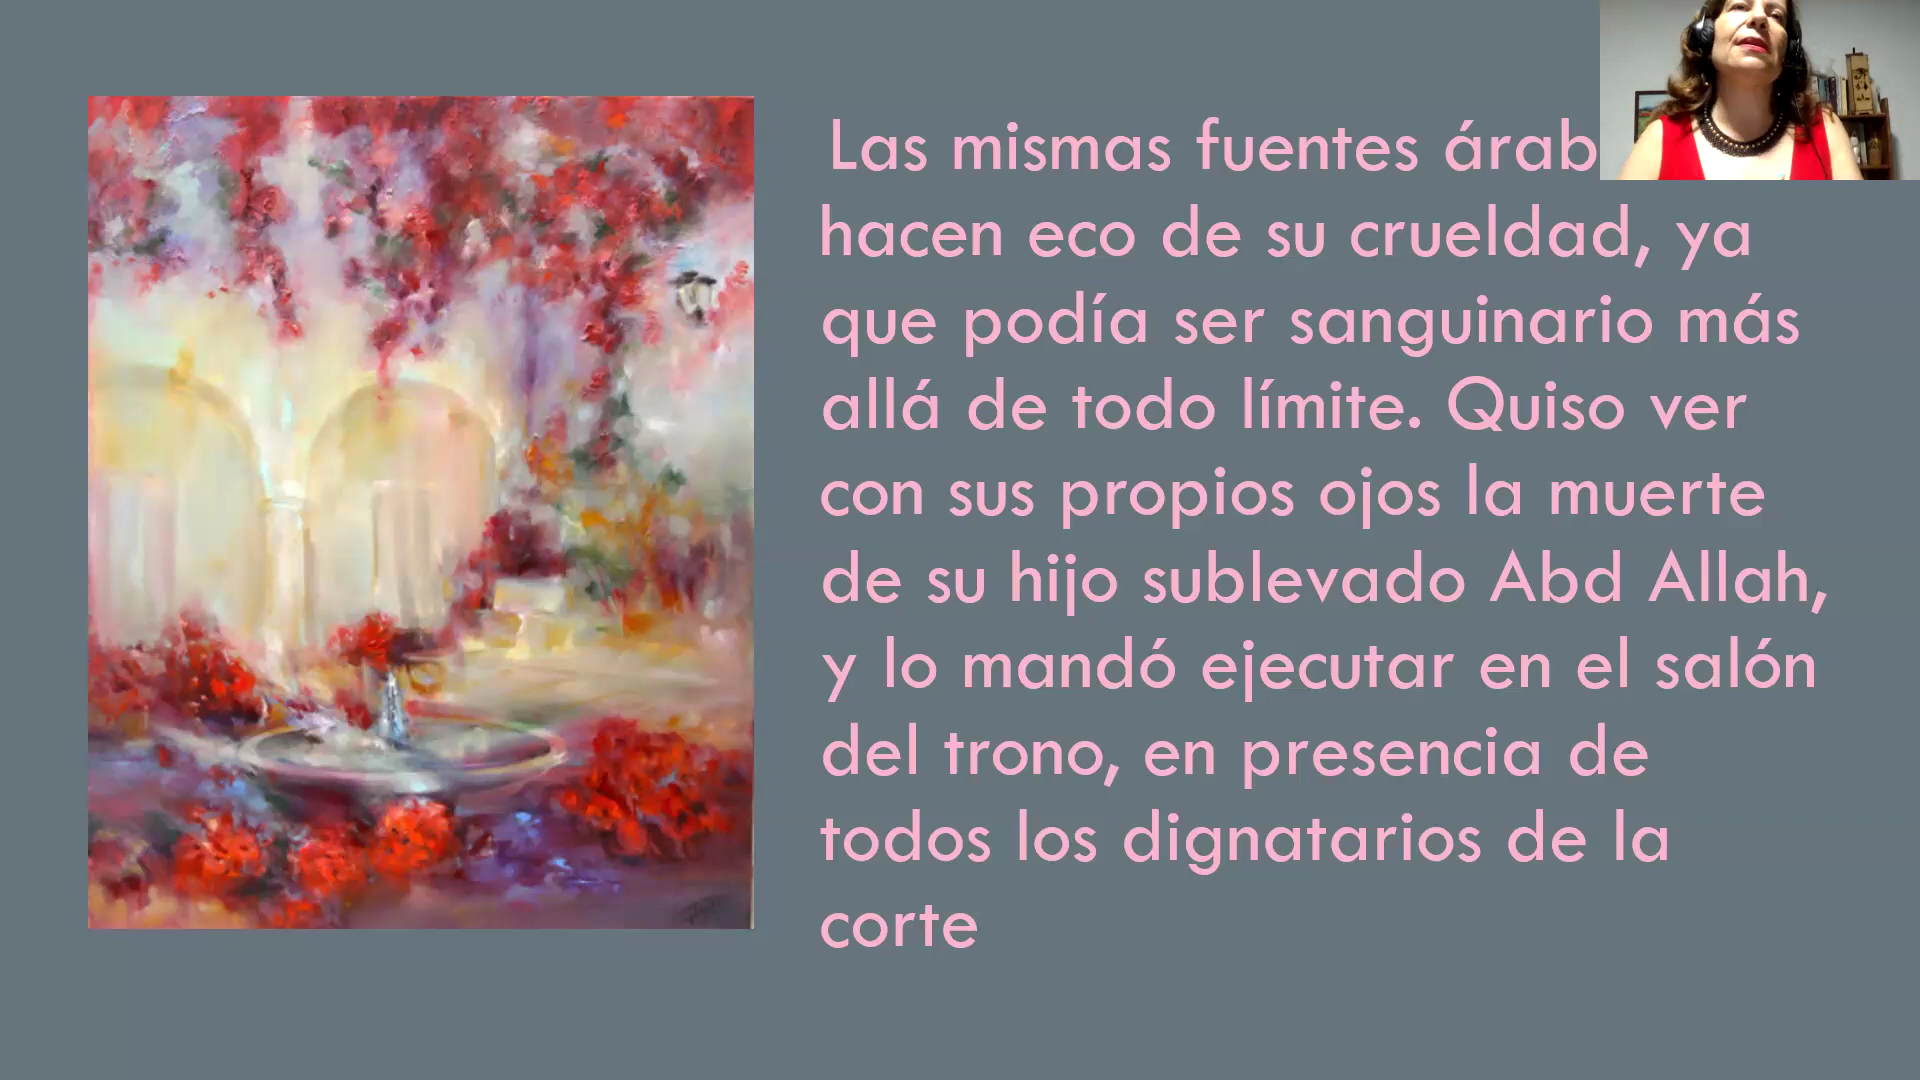 Las mismas fuentes
hacen eco de su crueldad, ya
que podía ser sanguinario más
allá de todo límite. Quiso ver
con sus propios ojos la muerte
de su hijo sublevado Abd Allah,
y lo mandó ejecutar en el salón
del trono, en presencia de
todos los dignatarios de la
corte